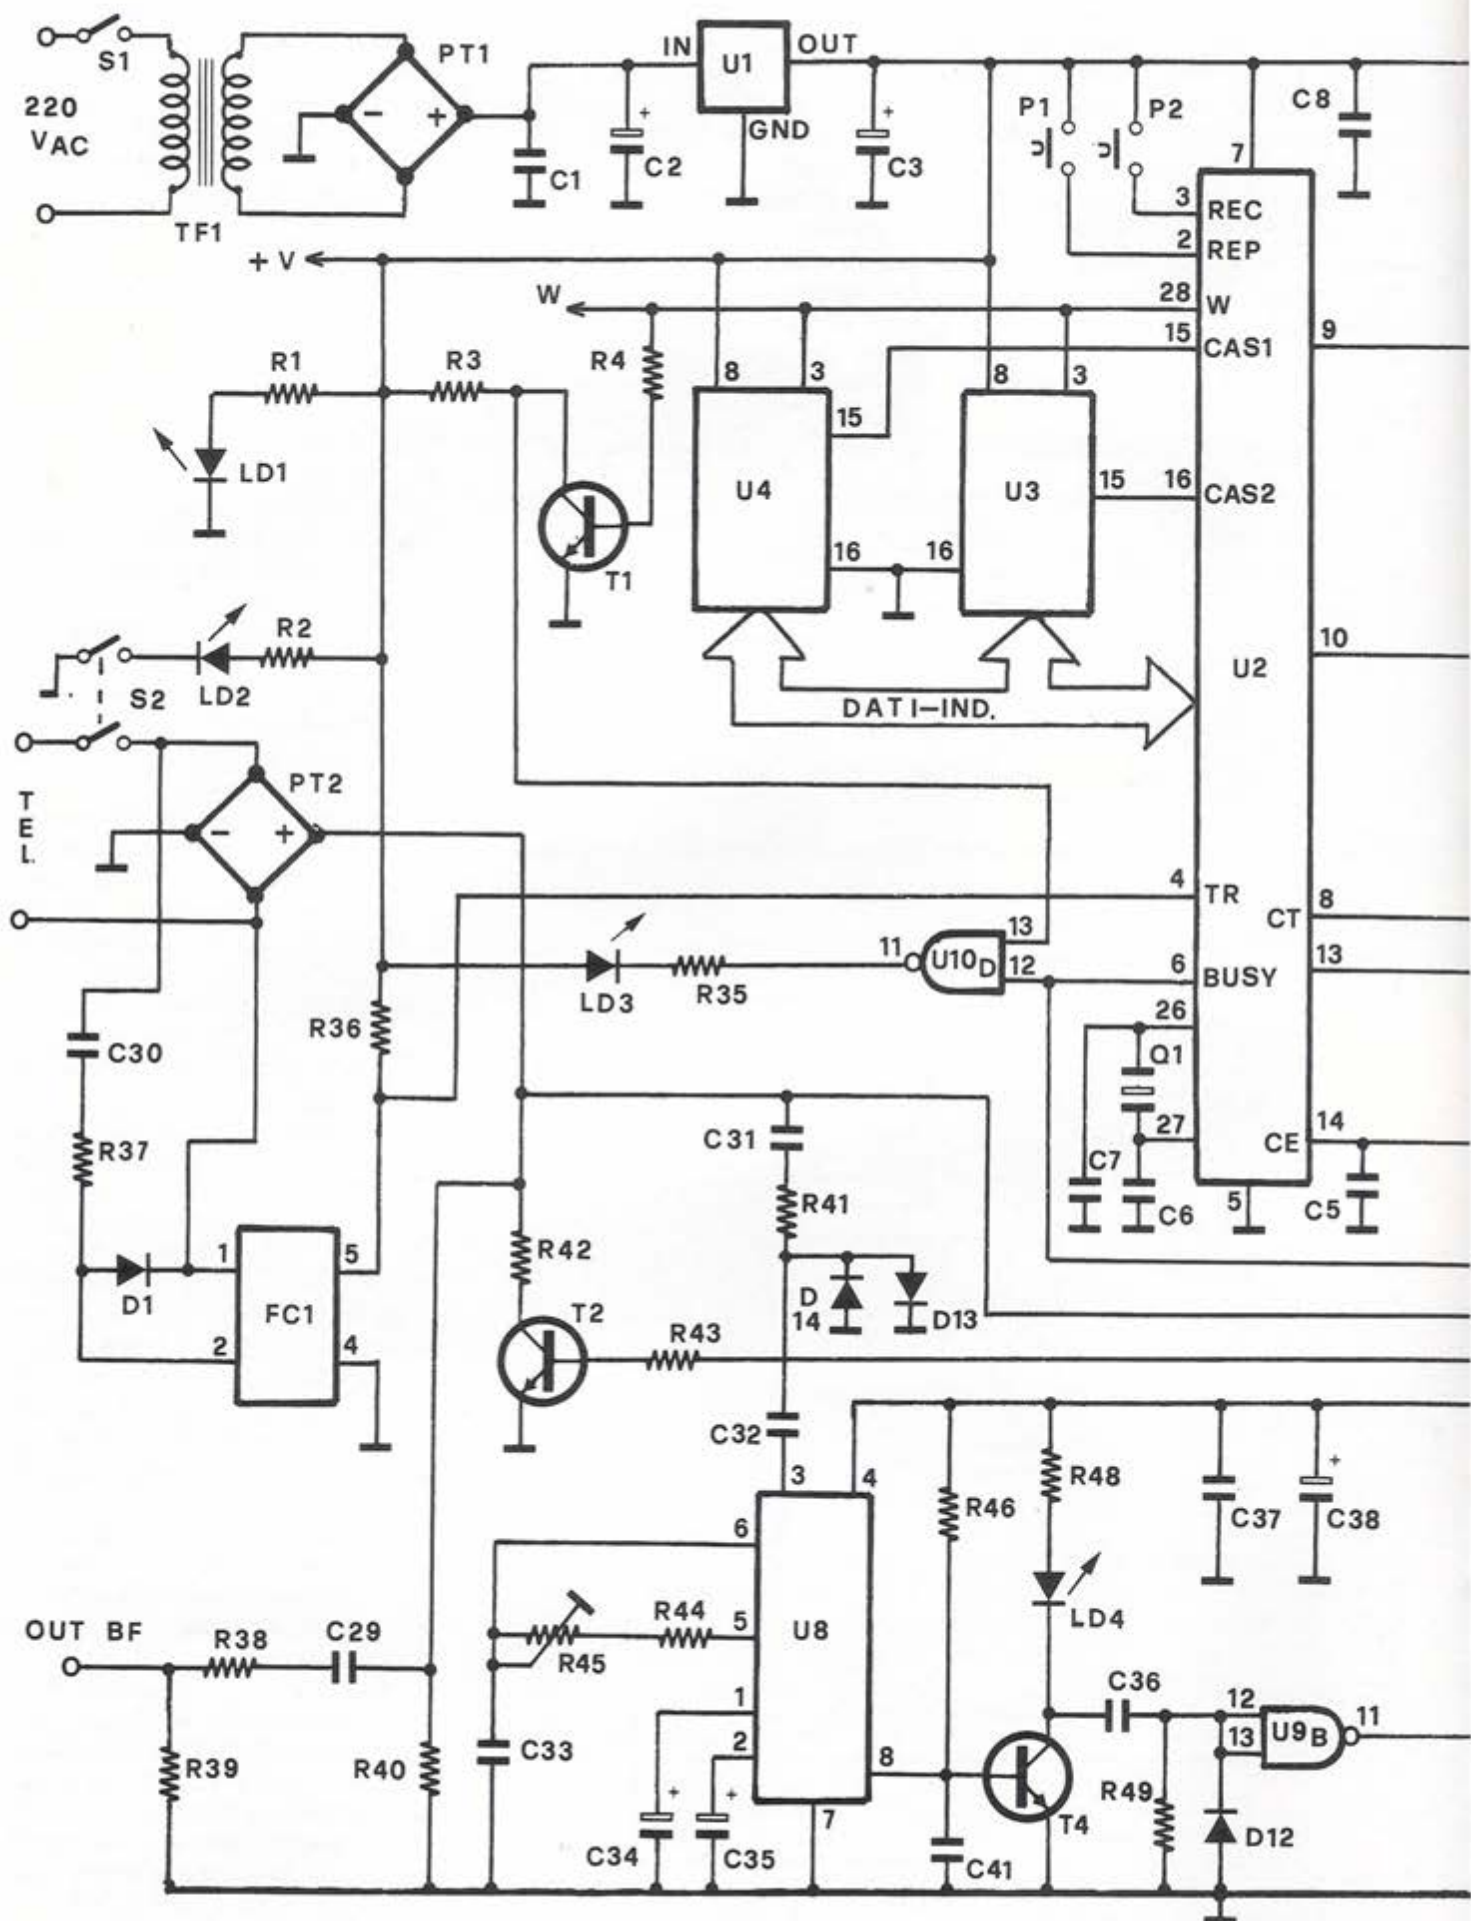 S1
PT1
IN
U1
OUT
220
VAC
TF1
C1
+
C2
GND
+
C3
P1
P2
C8
7
3 REC
2 REP
+ V
W
28 W
15 CAS1
9
R1
R3
R4
8
3
8
3
15
LD1
U4
U3
15
16 CAS2
T1
16
16
R2
LD2
S2
U2
10
DATI-IND.
PT2
- +
TEL.
4 TR
CT 8
11
U10D
13
12
6 BUSY
13
LD3
R35
R36
26
Q1
C30
27
CE 14
R37
C31
C7
C6
5
C5
R41
R42
1
5
D1
FC1
D
14
D13
T2
R43
2
4
C32
3
4
R46
R48
+
C37
C38
6
LD4
OUT BF
R38
C29
R44
5
U8
R45
C36
12
U9B
11
13
1
2
C33
R39
R40
8
R49
T4
+
+
D12
C34
C35
7
C41